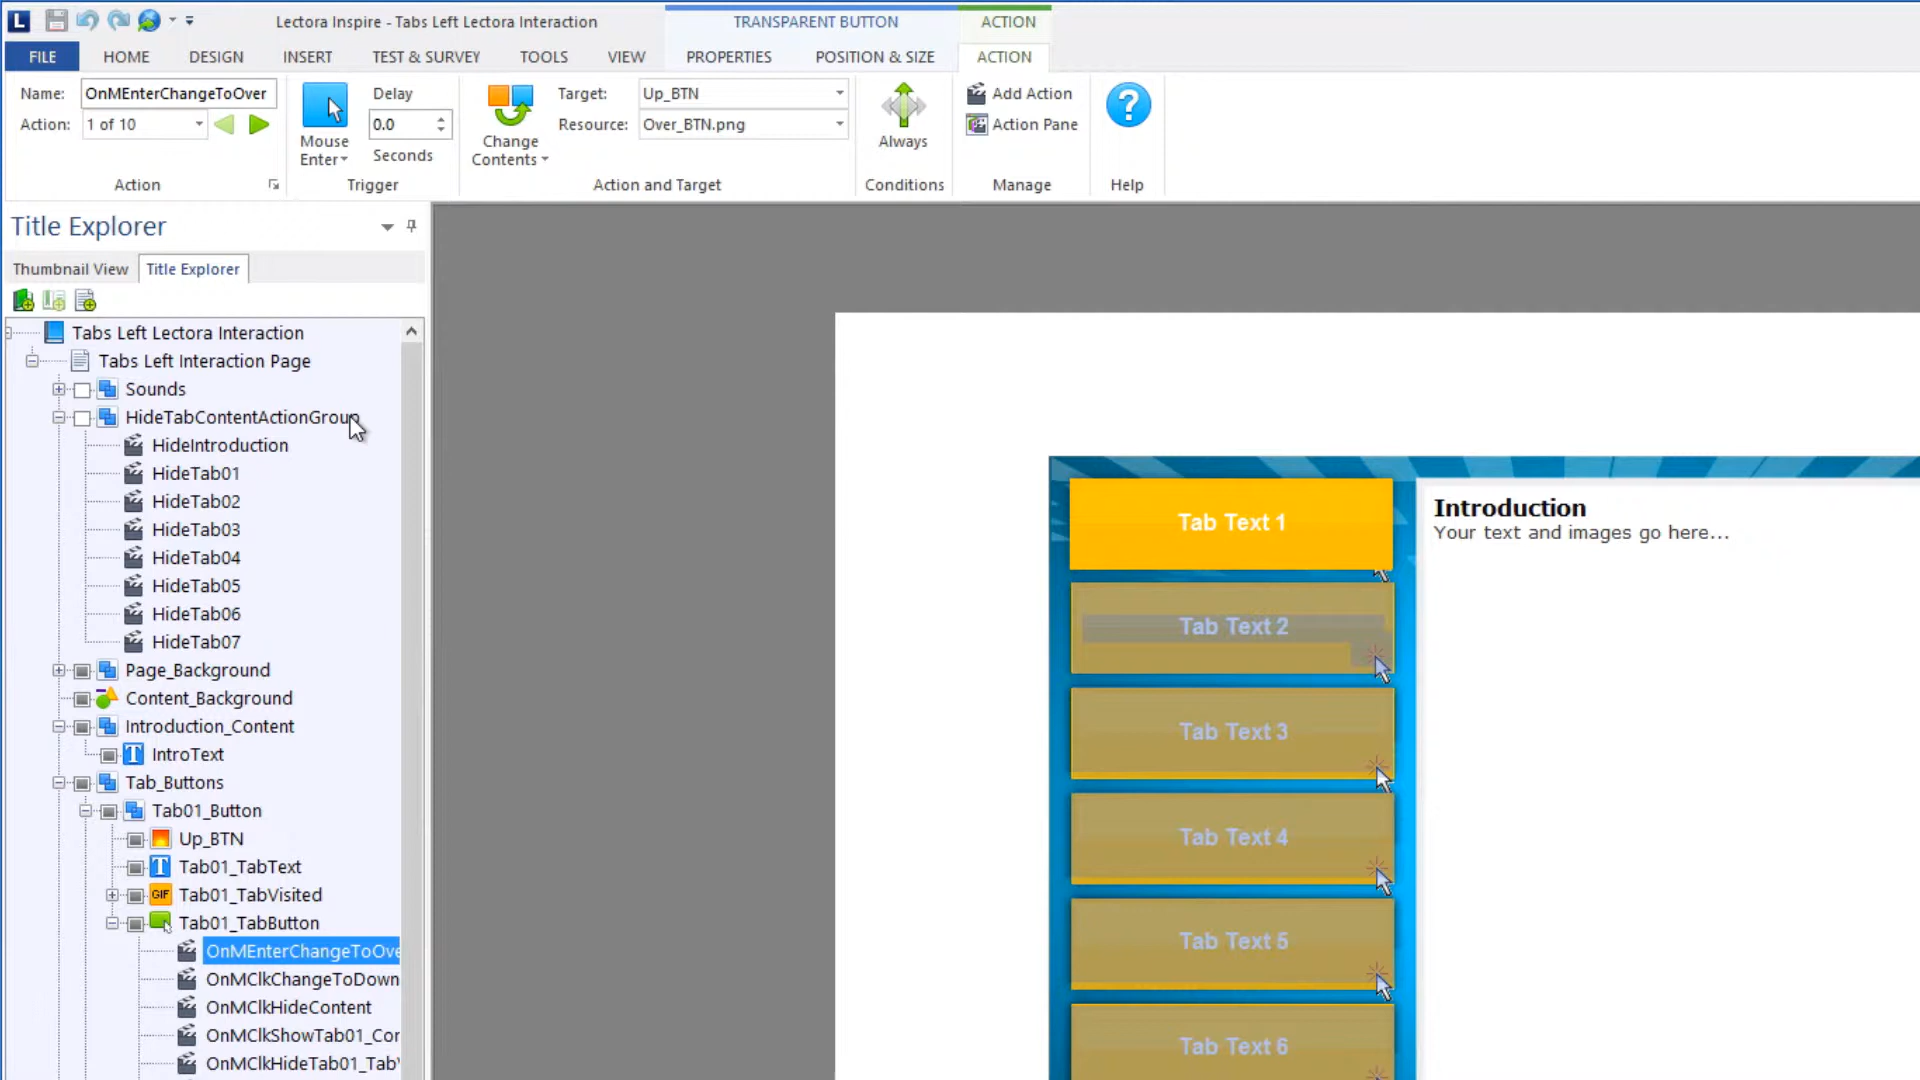 Lectora Inspire - Tabs Left Lectora Interaction
TRANSPARENT BUTTON
ACTION
FILE
HOME
DESIGN
INSERT
TEST & SURVEY
TOOLS
VIEW
PROPERTIES
POSITION & SIZE
ACTION
Name: OnMEnterChangeToOver
Action: 1 of 10
Action
Mouse
Enter
Delay
0.0
Seconds
Trigger
Change
Contents
Target: Up_BTN
Resource: Over_BTN.png
Action and Target
Always
Conditions
Add Action
Action Pane
Manage
?
Help
Title Explorer
Thumbnail View
Title Explorer
Tabs Left Lectora Interaction
Tabs Left Interaction Page
Sounds
HideTabContentActionGroup
HideIntroduction
HideTab01
HideTab02
HideTab03
HideTab04
HideTab05
HideTab06
HideTab07
Page_Background
Content_Background
Introduction_Content
T IntroText
Tab_Buttons
Tab01_Button
Up_BTN
T Tab01_TabText
GIF Tab01_TabVisited
Tab01_TabButton
OnMEnterChangeToOve
OnMClkChangeToDown
OnMClkHideContent
OnMClkShowTab01_Cor
OnMClkHideTab01_Tab
Tab Text 1
Tab Text 2
Tab Text 3
Tab Text 4
Tab Text 5
Tab Text 6
Introduction
Your text and images go here...